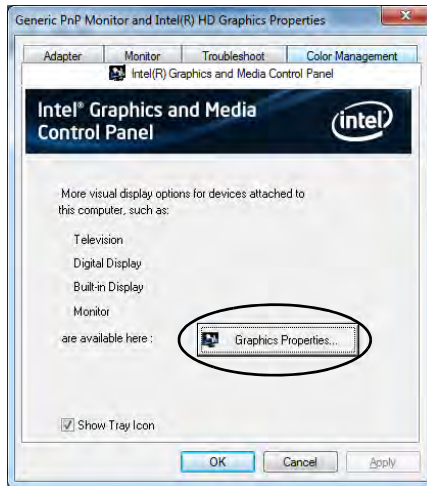 Generic PnP Monitor and Intel(R) HD Graphics Properties
Adapter Monitor Troubleshoot Color Management
Intel(R) Graphics and Media Control Panel
Intel® Graphics and Media
Control Panel
intel
More visual display options for devices attached to
this computer, such as:
Television
Digital Display
Built-in Display
Monitor
are available here :
Graphics Properties...
Show Tray Icon
OK Cancel Apply